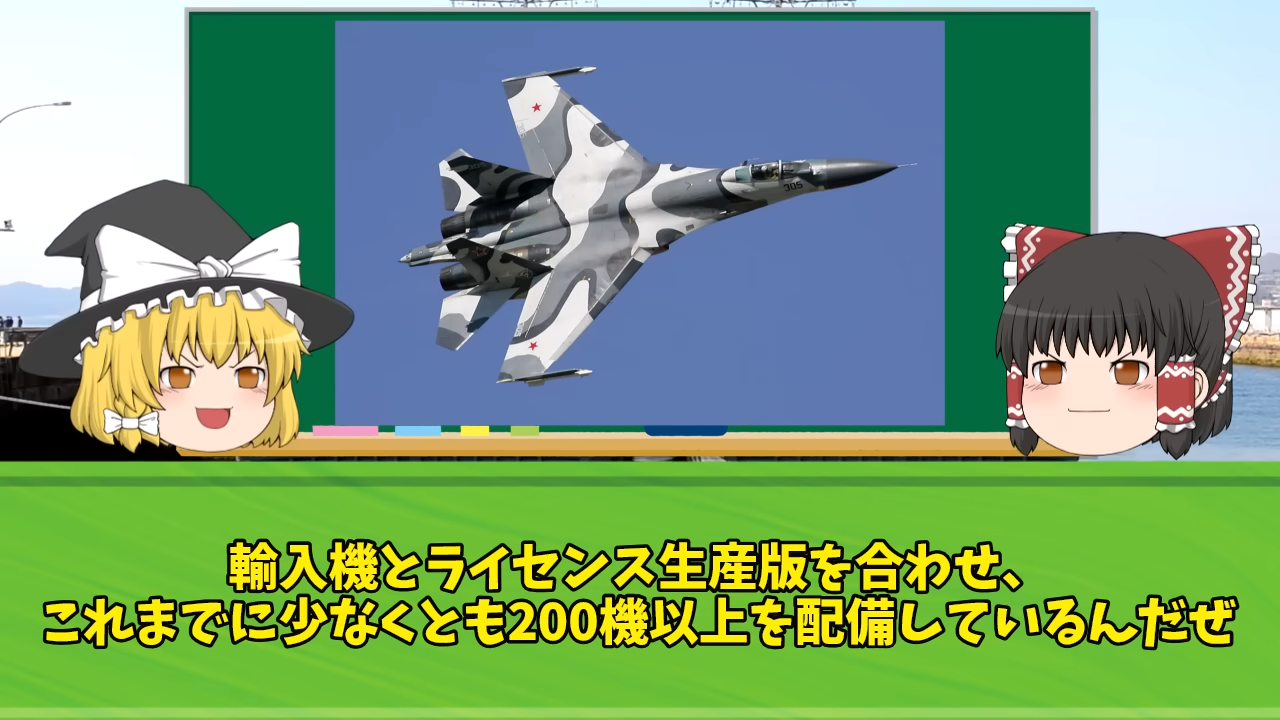 305
輸入機とライセンス生産版を合わせ、
これまでに少なくとも200機以上を配備しているんだぜ